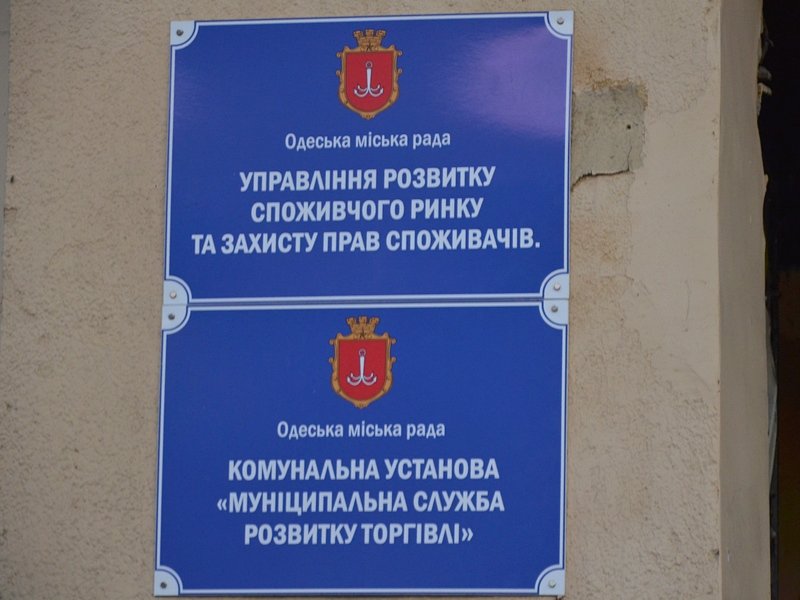 Одеська міська рада
УПРАВЛІННЯ РОЗВИТКУ
СПОЖИВЧОГО РИНКУ
ТА ЗАХИСТУ ПРАВ СПОЖИВАЧІВ.
Одеська міська рада
КОМУНАЛЬНА УСТАНОВА
«МУНІЦИПАЛЬНА СЛУЖБА
РОЗВИТКУ ТОРГІВЛІ»